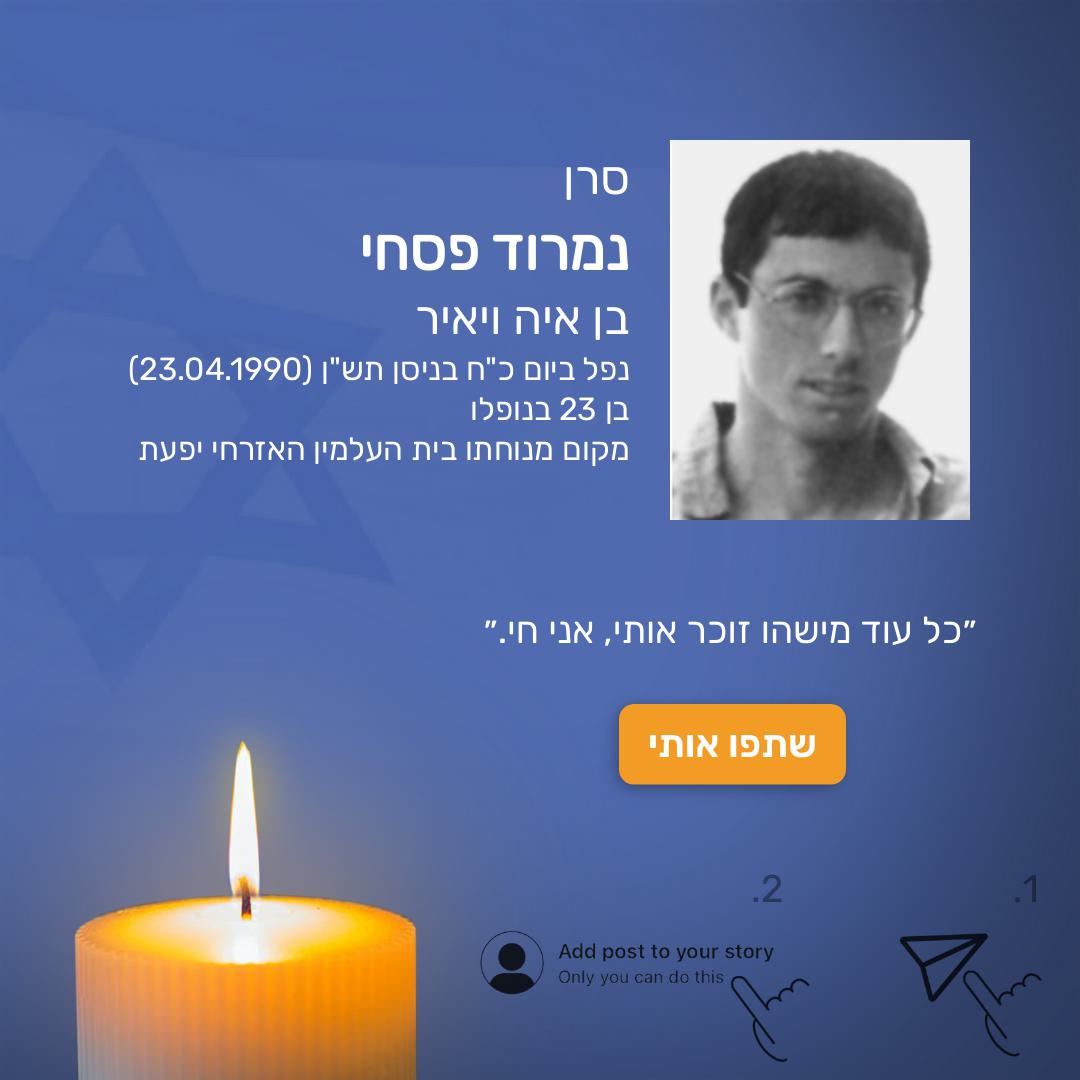 סרן
נמרוד פסחי
בן איה ויאיר
נפל ביום כ"ח בניסן תש"ן (23.04.1990)
בן 23 בנופלו
מקום מנוחתו בית העלמין האזרחי יפעת
״כל עוד מישהו זוכר אותי, אני חי.״
שתפו אותי
.1
.2
Add post to your story
Only you can do this